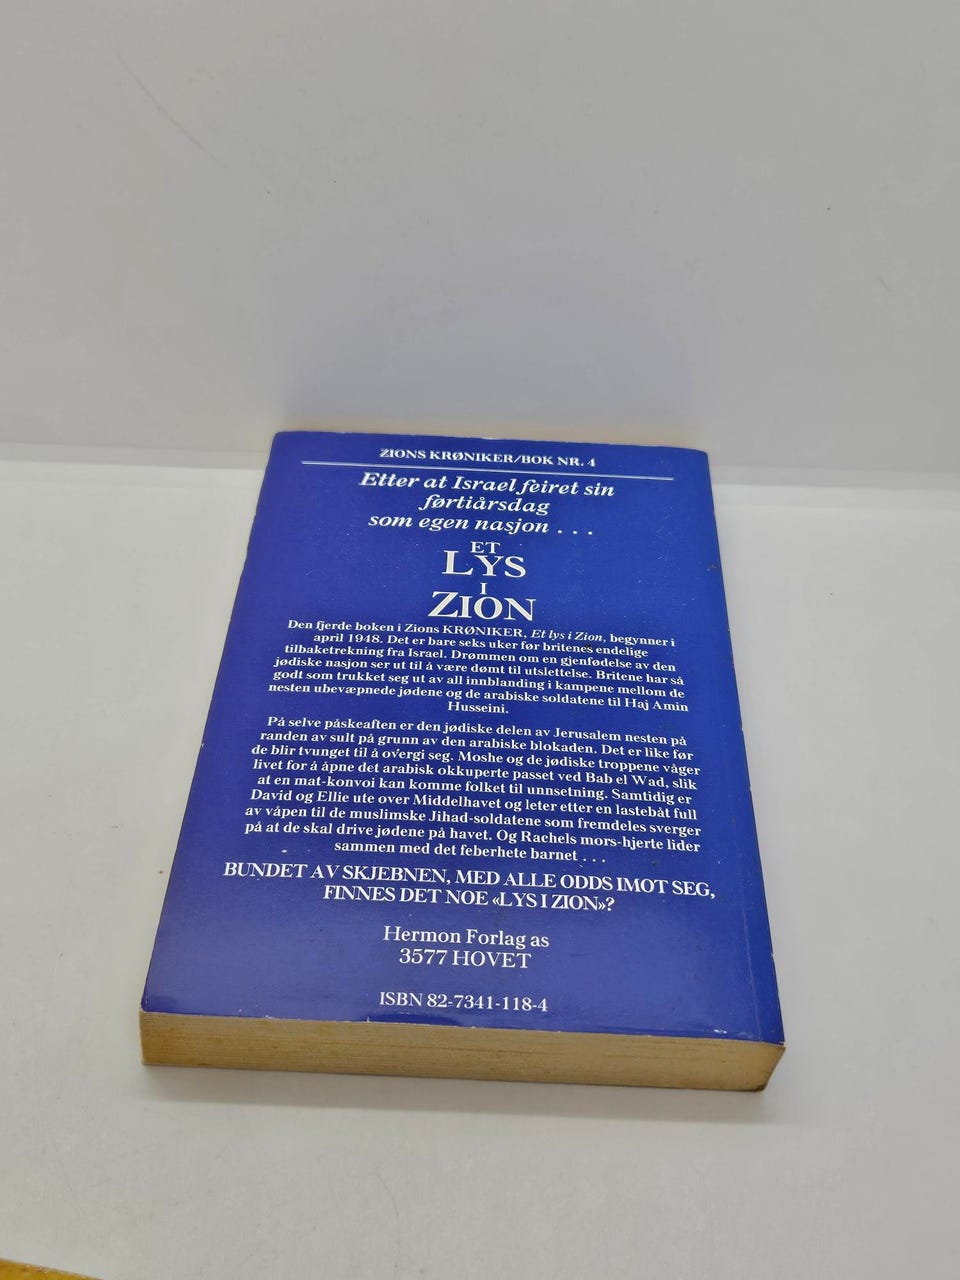 ZIONS KRØNIKER/BOK NR. 4
Etter at Israel feiret sin
førtiårsdag
som egen nasjon . . .
ET
LYS
I
ZION
Den fjerde boken i Zions KRØNIKER, Et lys i Zion, begynner i
april 1948. Det er bare seks uker før britenes endelige
tilbaketrekning fra Israel. Drømmen om en gjenfødelse av den
jødiske nasjon ser ut til å være dømt til utslettelse. Britene har så
godt som trukket seg ut av all innblanding i kampene mellom de
nesten ubevæpnede jødene og de arabiske soldatene til Haj Amin
Husseini.
På selve påskeaften er den jødiske delen av Jerusalem nesten på
randen av sult på grunn av den arabiske blokaden. Det er like før
de blir tvunget til å overgi seg. Moshe og de jødiske troppene våger
livet for å åpne det arabisk okkuperte passet ved Bab el Wad, slik
at en mat-konvoi kan komme folket til unnsetning. Samtidig er
David og Ellie ute over Middelhavet og leter etter en lastebåt full
av våpen til de muslimske Jihad-soldatene som fremdeles sverger
på at de skal drive jødene på havet. Og Rachels mors-hjerte lider
sammen med det feberhete barnet . . .
BUNDET AV SKJEBNEN, MED ALLE ODDS IMOT SEG,
FINNES DET NOE «LYS I ZION»?
Hermon Forlag as
3577 HOVET
ISBN 82-7341-118-4